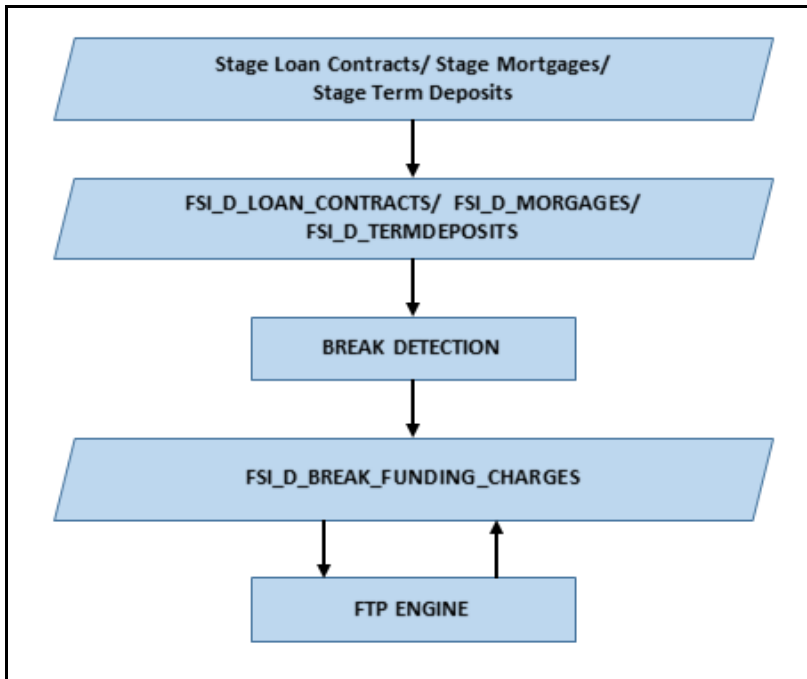 Stage Loan Contracts/ Stage Mortgages/
Stage Term Deposits
FSI_D_LOAN_CONTRACTS/ FSI_D_MORGAGES/
FSI_D_TERMDEPOSITS
BREAK DETECTION
FSI_D_BREAK_FUNDING_CHARGES
FTP ENGINE